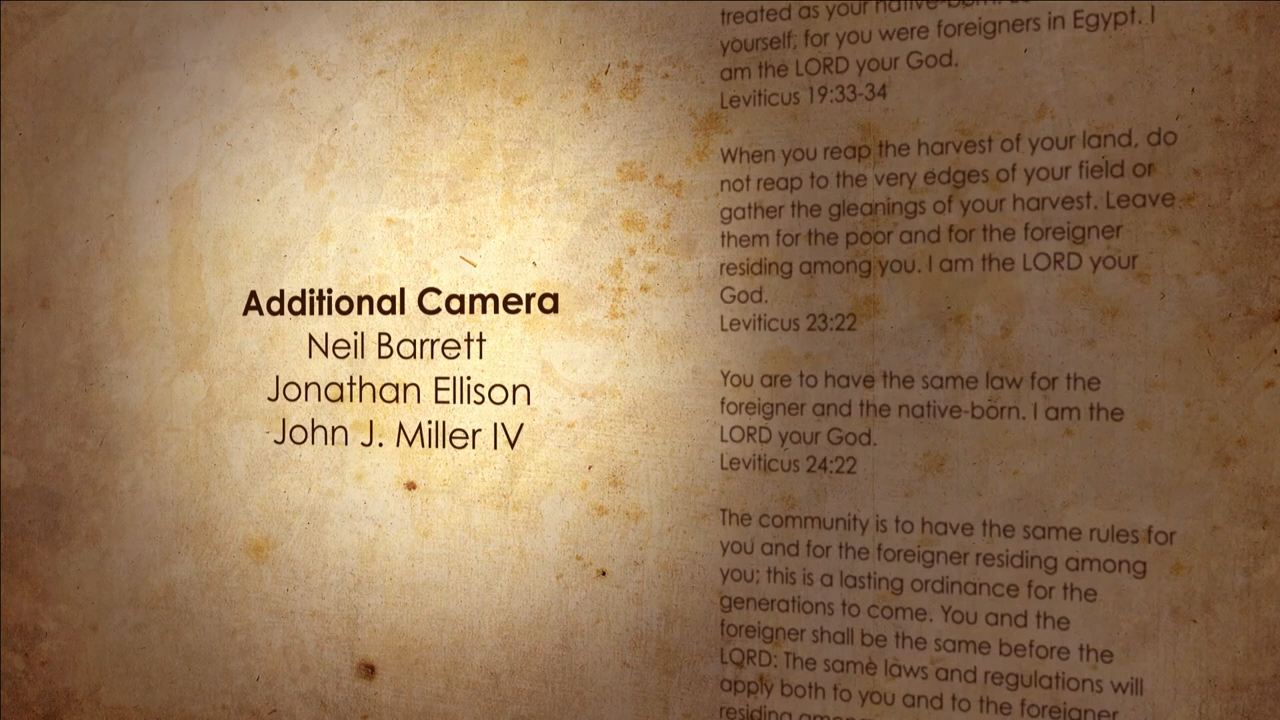 Additional Camera
Neil Barrett
Jonathan Ellison
John J. Miller IV
treated as your native-born.
yourself; for you were foreigners in Egypt. I
am the LORD your God.
Leviticus 19:33-34
When you reap the harvest of your land, do
not reap to the very edges of your field or
gather the gleanings of your harvest. Leave
them for the poor and for the foreigner
residing among you. I am the LORD your
God.
Leviticus 23:22
You are to have the same law for the
foreigner and the native-born. I am the
LORD your God.
Leviticus 24:22
The community is to have the same rules for
you and for the foreigner residing among
you; this is a lasting ordinance for the
generations to come. You and the
foreigner shall be the same before the
LORD: The same laws and regulations will
apply both to you and to the foreigner
residing